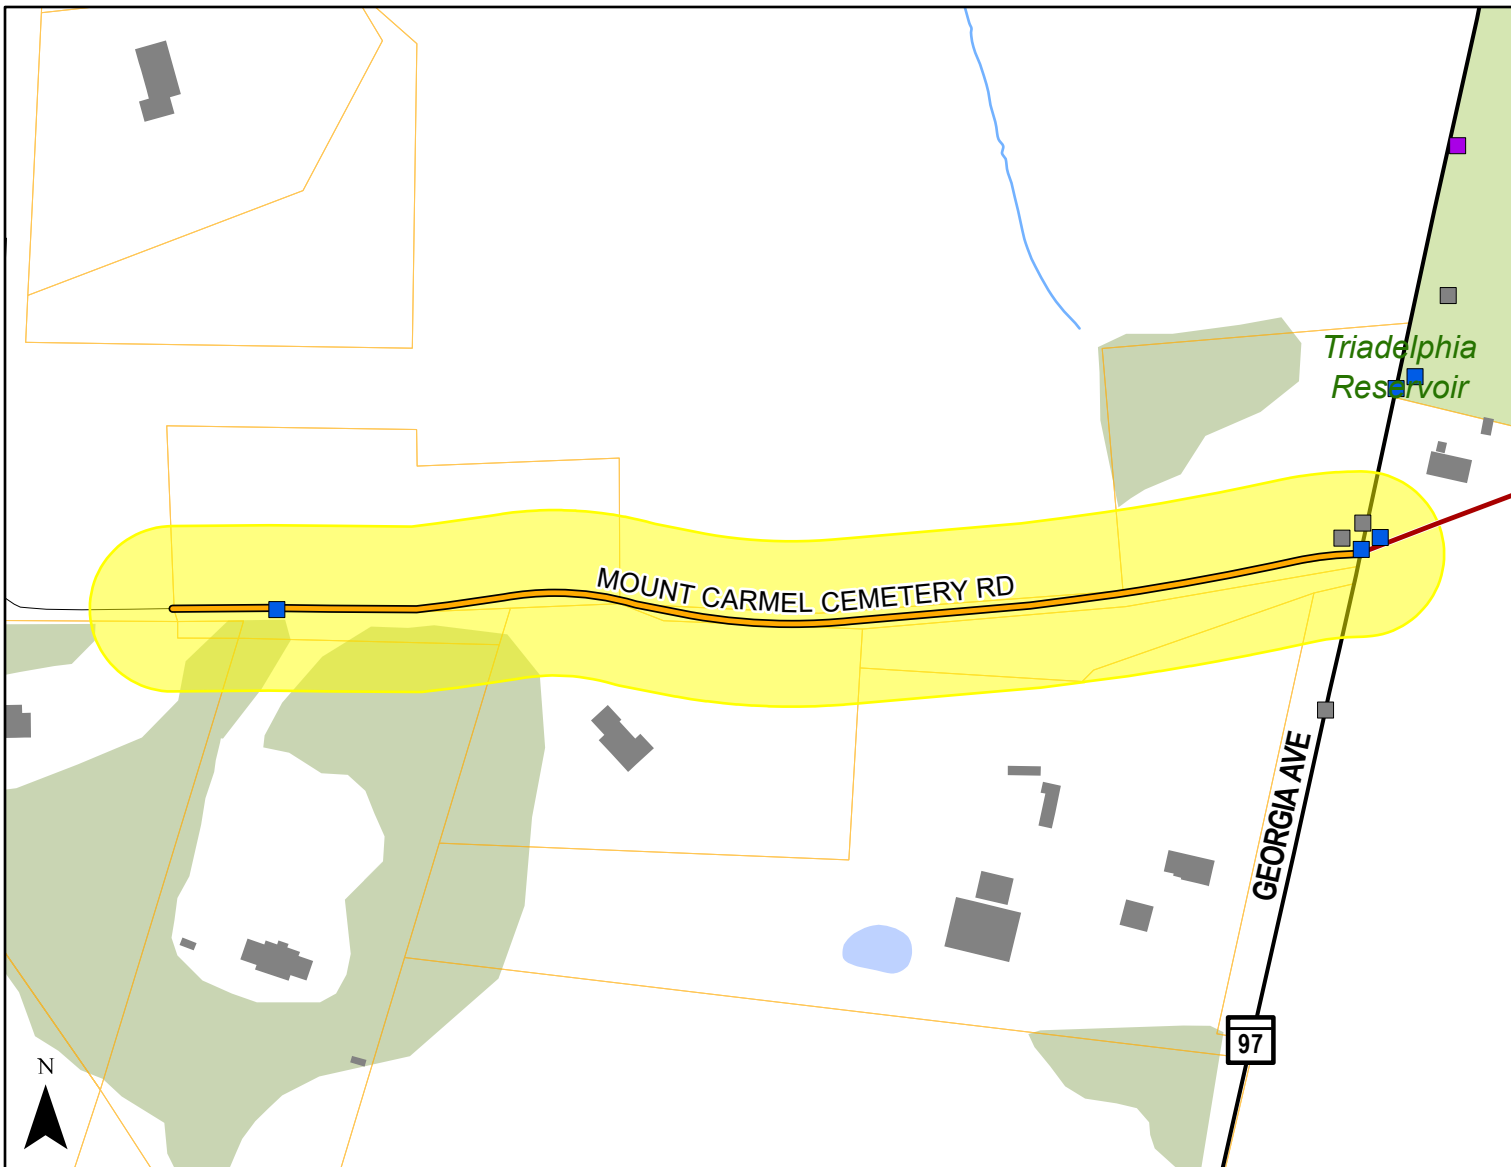 Triadelphia
Reservoir
MOUNT CARMEL CEMETERY RD
GEORGIA AVE
97
N